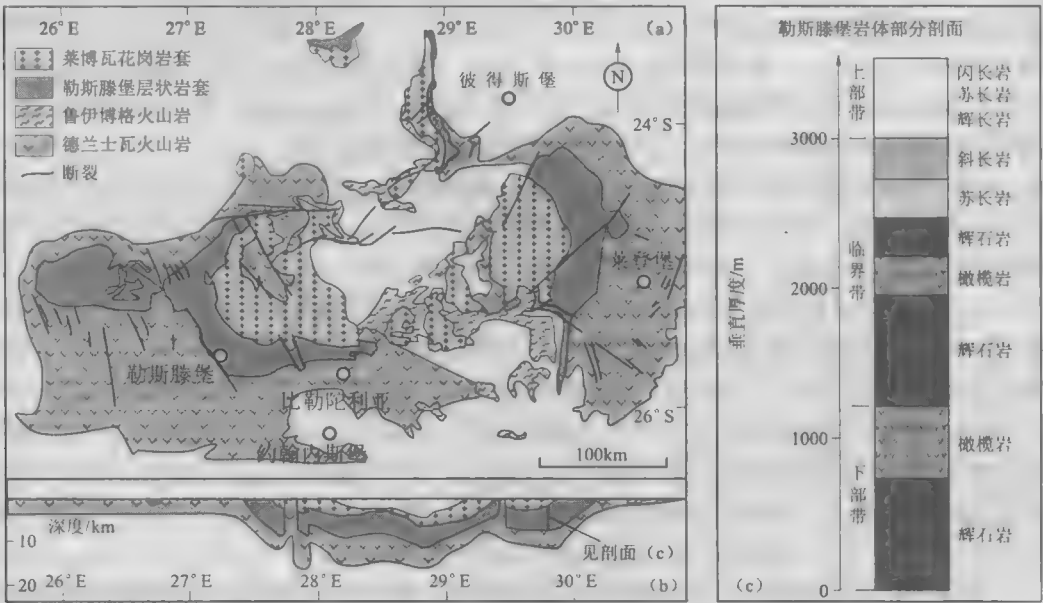 26°E 27°E 28°E 29°E 30°E (a)
莱博瓦花岗岩套
勒斯滕堡层状岩套
鲁伊博格火山岩
德兰士瓦火山岩
断裂
彼得斯堡
N
24°S
莱登堡
勒斯滕堡
比勒陀利亚
约翰内斯堡
26°S
100km
深度/km
10
20
见剖面(c)
26°E 27°E 28°E 29°E 30°E (b)
勒斯滕堡岩体部分剖面
上部带
临界带
下部带
垂直厚度/m
3000
2000
1000
0
闪长岩
苏长岩
辉长岩
斜长岩
苏长岩
辉石岩
橄榄岩
辉石岩
橄榄岩
辉石岩
(c)